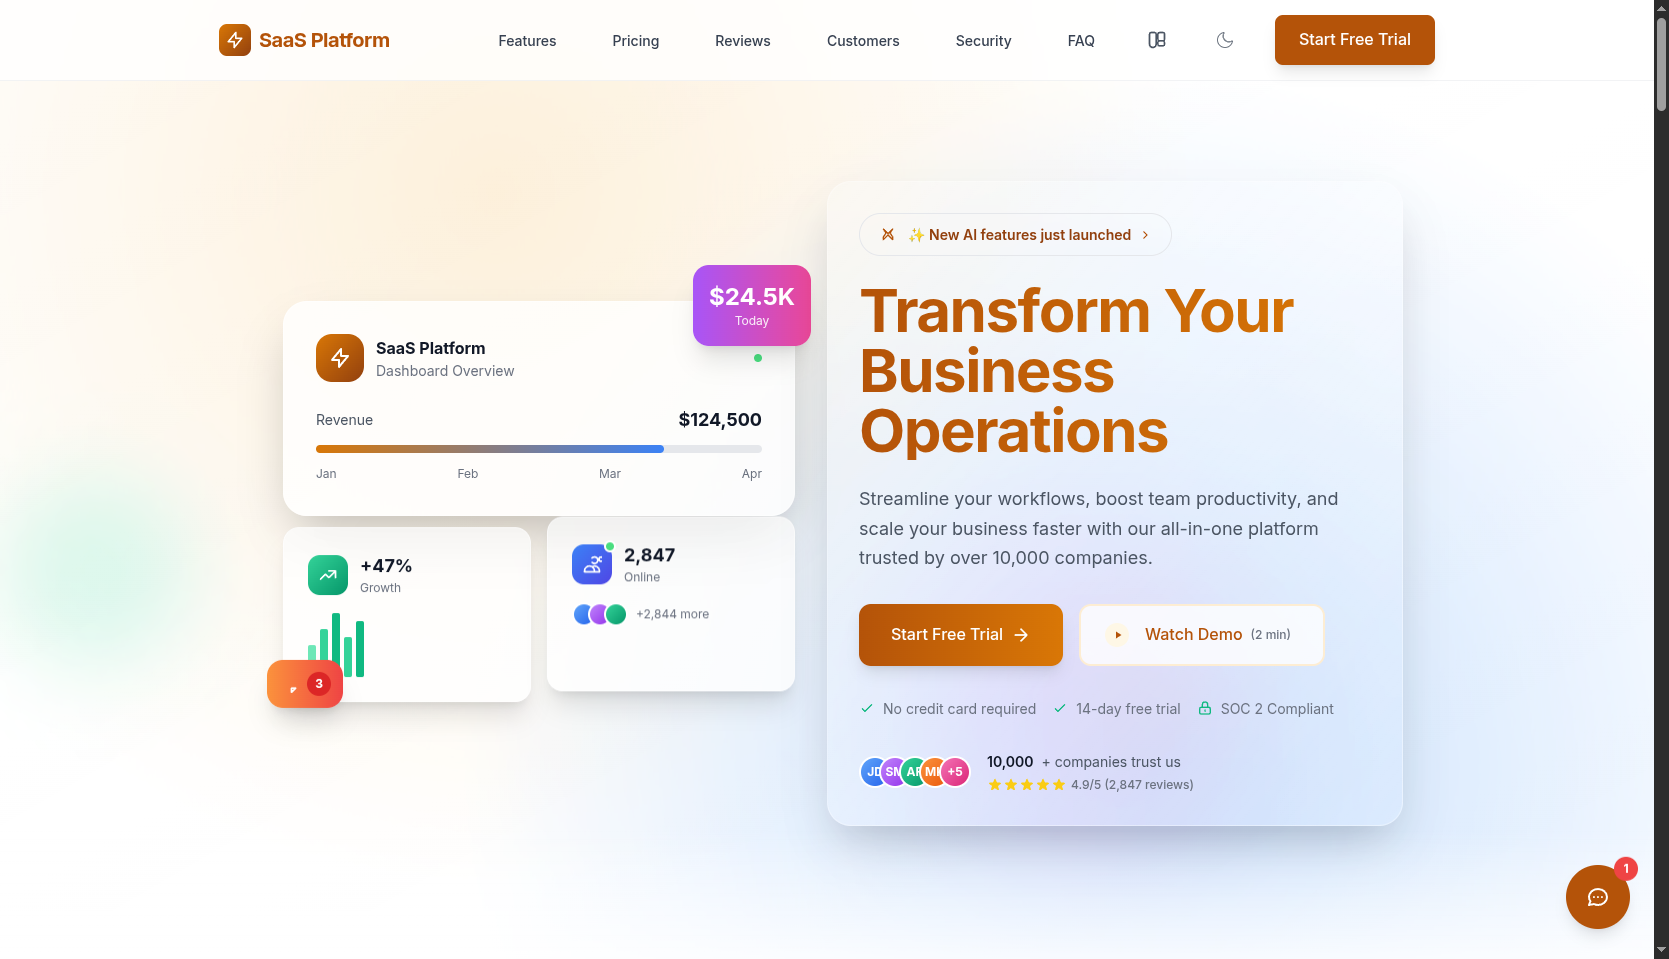 SaaS Platform
Features
Pricing
Reviews
Customers
Security
FAQ
Start Free Trial
$24.5K
Today
SaaS Platform
Dashboard Overview
Revenue
$124,500
Jan
Feb
Mar
Apr
+47%
Growth
2,847
Online
+2,844 more
3
✨ New AI features just launched
Transform Your
Business
Operations
Streamline your workflows, boost team productivity, and
scale your business faster with our all-in-one platform
trusted by over 10,000 companies.
Start Free Trial
Watch Demo (2 min)
No credit card required
14-day free trial
SOC 2 Compliant
JD
+5
10,000 + companies trust us
4.9/5 (2,847 reviews)
1